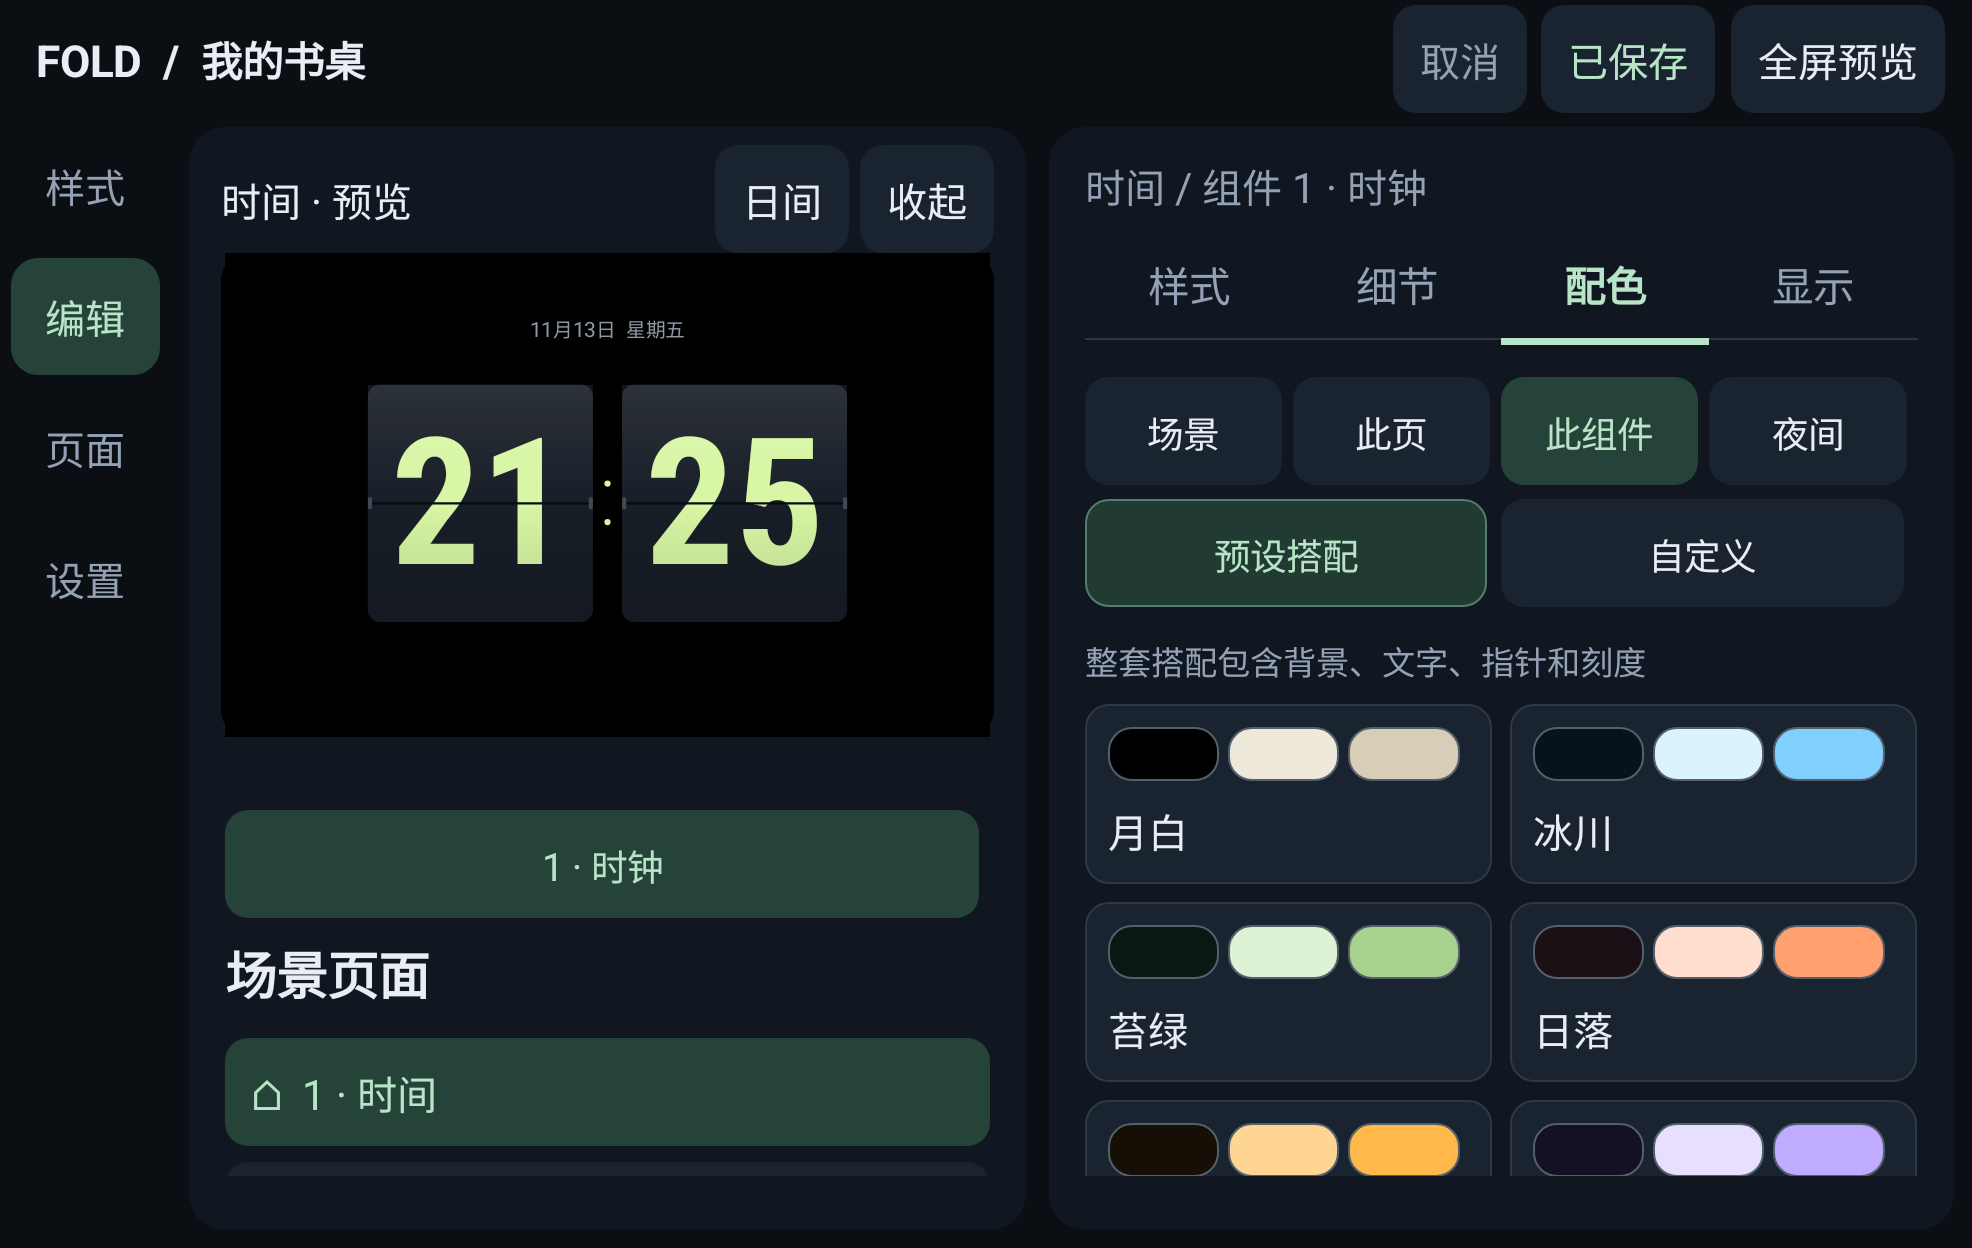 FOLD / 我的书桌
取消
已保存
全屏预览
样式
编辑
页面
设置
时间 · 预览
日间
收起
11月13日 星期五
21:25
1 · 时钟
场景页面
1 · 时间
时间 / 组件 1 · 时钟
样式
细节
配色
显示
场景
此页
此组件
夜间
预设搭配
自定义
整套搭配包含背景、文字、指针和刻度
月白
冰川
苔绿
日落